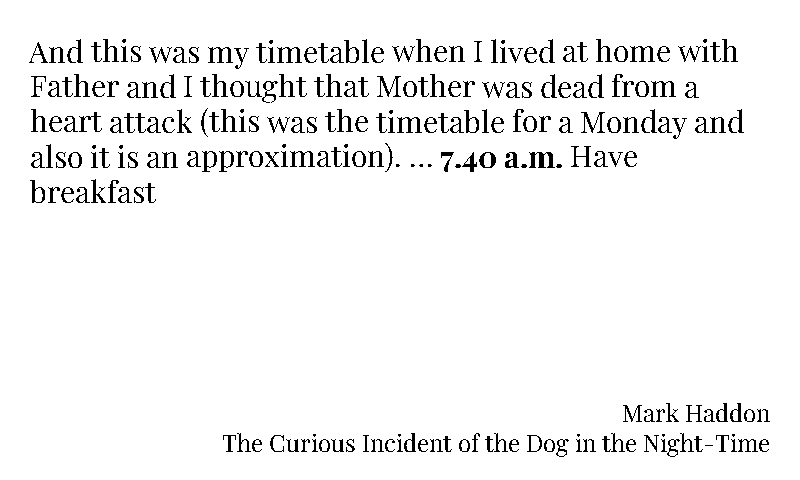 And this was my timetable when I lived at home with
Father and I thought that Mother was dead from a
heart attack (this was the timetable for a Monday and
also it is an approximation). ... 7.40 a.m. Have
breakfast
Mark Haddon
The Curious Incident of the Dog in the Night-Time